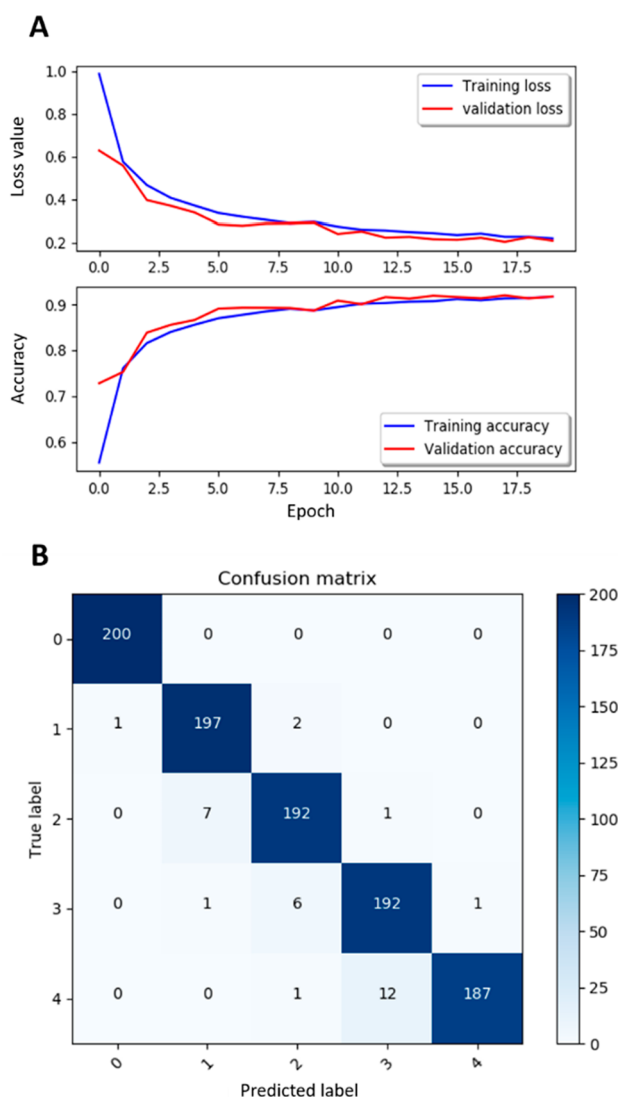 A
1.0
0.8
0.6
0.4
0.2
Loss value
Training loss
validation loss
0.0 2.5 5.0 7.5 10.0 12.5 15.0 17.5
0.9
0.8
0.7
0.6
Accuracy
Training accuracy
Validation accuracy
0.0 2.5 5.0 7.5 10.0 12.5 15.0 17.5
Epoch
B
Confusion matrix
True label
0 200 0 0 0 0
1 1 197 2 0 0
2 0 7 192 1 0
3 0 1 6 192 1
4 0 0 1 12 187
0 1 2 3 4
Predicted label
200
175
150
125
100
75
50
25
0